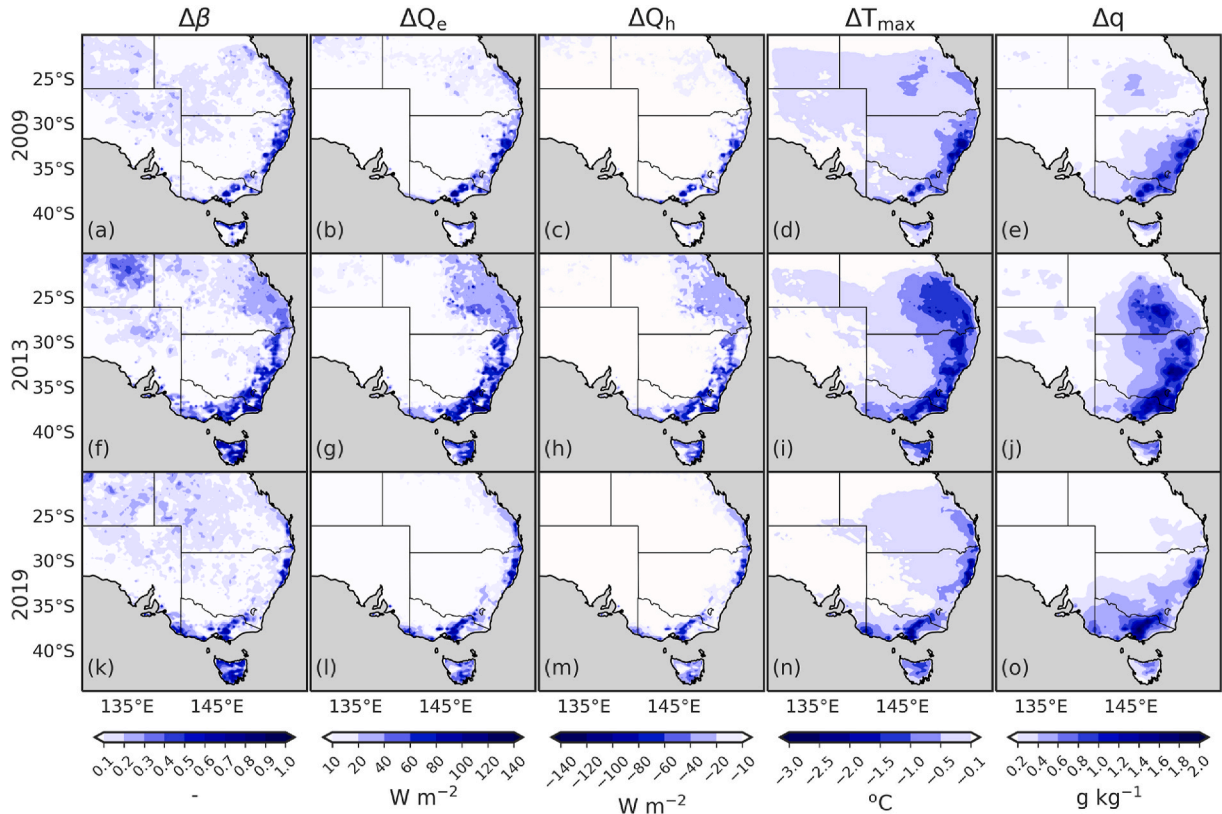 Δβ ΔQe ΔQh ΔTmax Δq
2009
25°S
30°S
35°S
40°S
(a) (b) (c) (d) (e)
2013
25°S
30°S
35°S
40°S
(f) (g) (h) (i) (j)
2019
25°S
30°S
35°S
40°S
(k) (l) (m) (n) (o)
135°E 145°E 135°E 145°E 135°E 145°E 135°E 145°E 135°E 145°E
0.1 0.2 0.3 0.4 0.5 0.6 0.7 0.8 0.9 1.0
10 20 40 60 80 100 120 140
−140 −120 −100 −80 −60 −40 −20 −10
−3.0 −2.5 −2.0 −1.5 −1.0 −0.5 −0.1
0.2 0.4 0.6 0.8 1.0 1.2 1.4 1.6 1.8 2.0
- W m⁻² W m⁻² °C g kg⁻¹